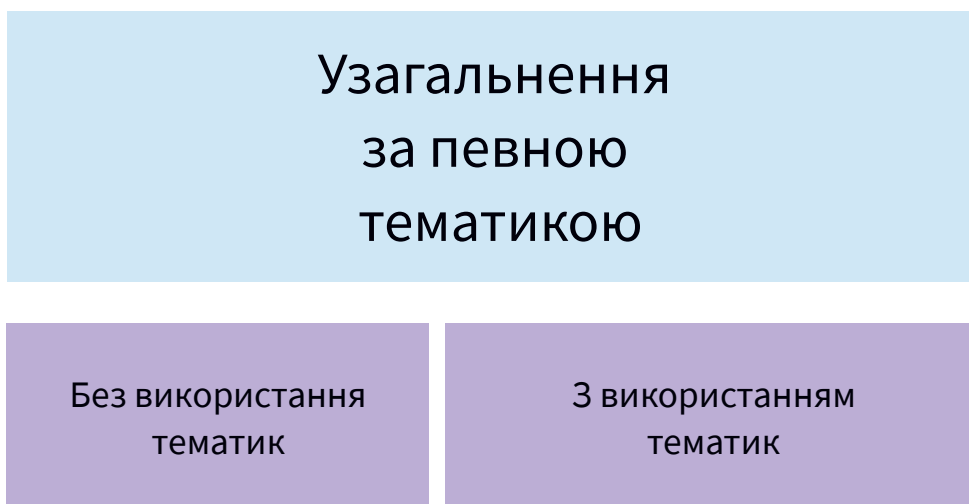 Узагальнення
за певною
тематикою
Без використання
тематик
З використанням
тематик